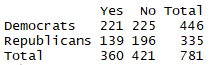 Yes No Total
Democrats 221 225 446
Republicans 139 196 335
Total 360 421 781